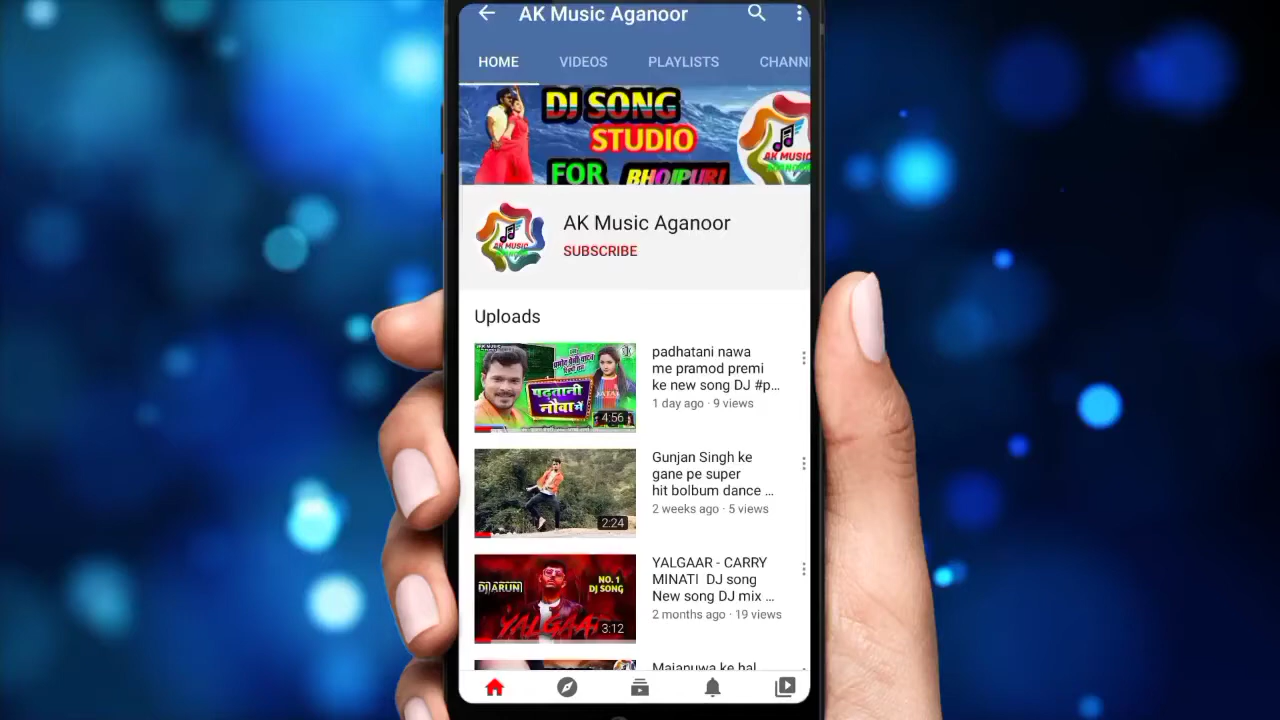 AK Music Aganoor
HOME VIDEOS PLAYLISTS CHANN
DJ SONG
STUDIO
FOR BHOJPURI
AK MUSIC
AK Music Aganoor
SUBSCRIBE
AK MUSIC
Uploads
पढ़तानी
नौवा में
4:56
padhatani nawa
me pramod premi
ke new song DJ #p...
1 day ago · 9 views
2:24
Gunjan Singh ke
gane pe super
hit bolbum dance ...
2 weeks ago · 5 views
DJ ARUN
NO. 1
DJ SONG
YALGAAR
3:12
YALGAAR - CARRY
MINATI DJ song
New song DJ mix ...
2 months ago · 19 views
Majanuwa ke hal